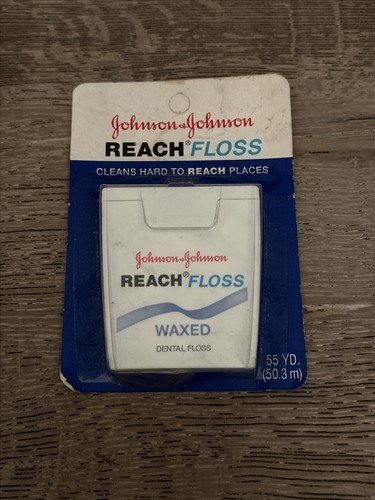 Johnson & Johnson
REACH® FLOSS
CLEANS HARD TO REACH PLACES
Johnson & Johnson
REACH® FLOSS
WAXED
DENTAL FLOSS
55 YD.
(50.3 m)